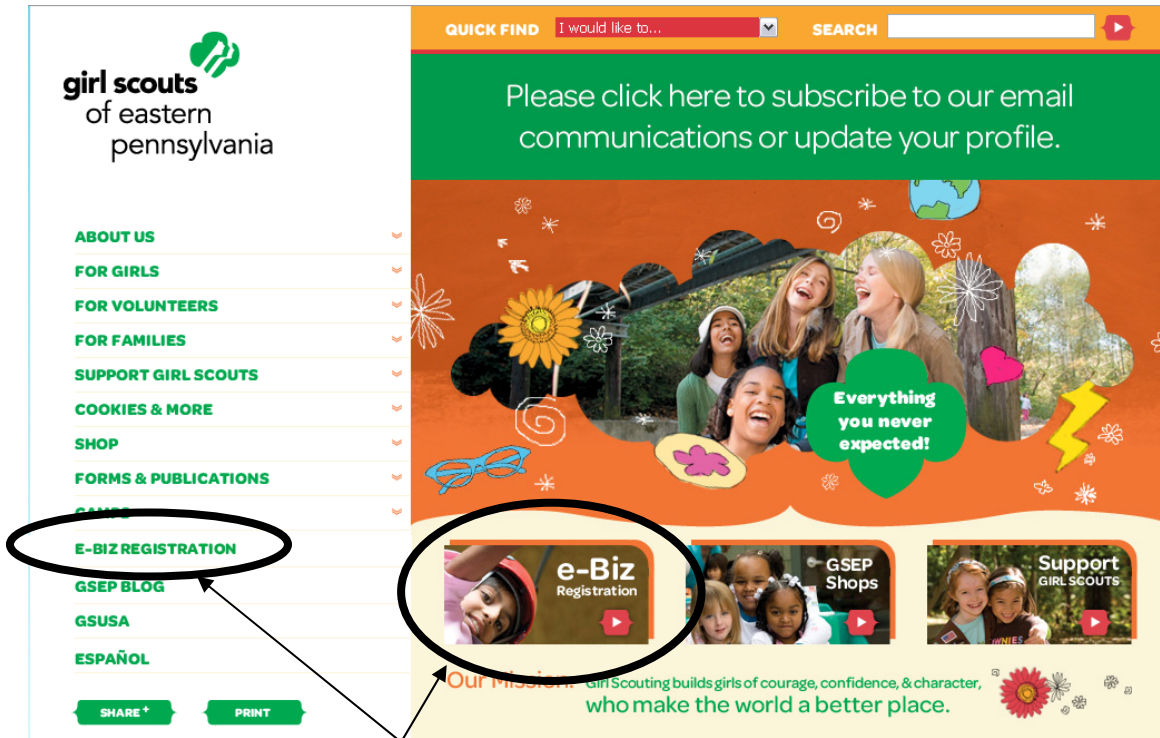 girl scouts
of eastern
pennsylvania
ABOUT US
FOR GIRLS
FOR VOLUNTEERS
FOR FAMILIES
SUPPORT GIRL SCOUTS
COOKIES & MORE
SHOP
FORMS & PUBLICATIONS
CAMPS
E-BIZ REGISTRATION
GSEP BLOG
GSUSA
ESPAÑOL
SHARE+
PRINT
QUICK FIND I would like to... SEARCH
Please click here to subscribe to our email
communications or update your profile.
Everything
you never
expected!
e-Biz
Registration
GSEP
Shops
Support
GIRL SCOUTS
Our Mission: Girl Scouting builds girls of courage, confidence, & character,
who make the world a better place.